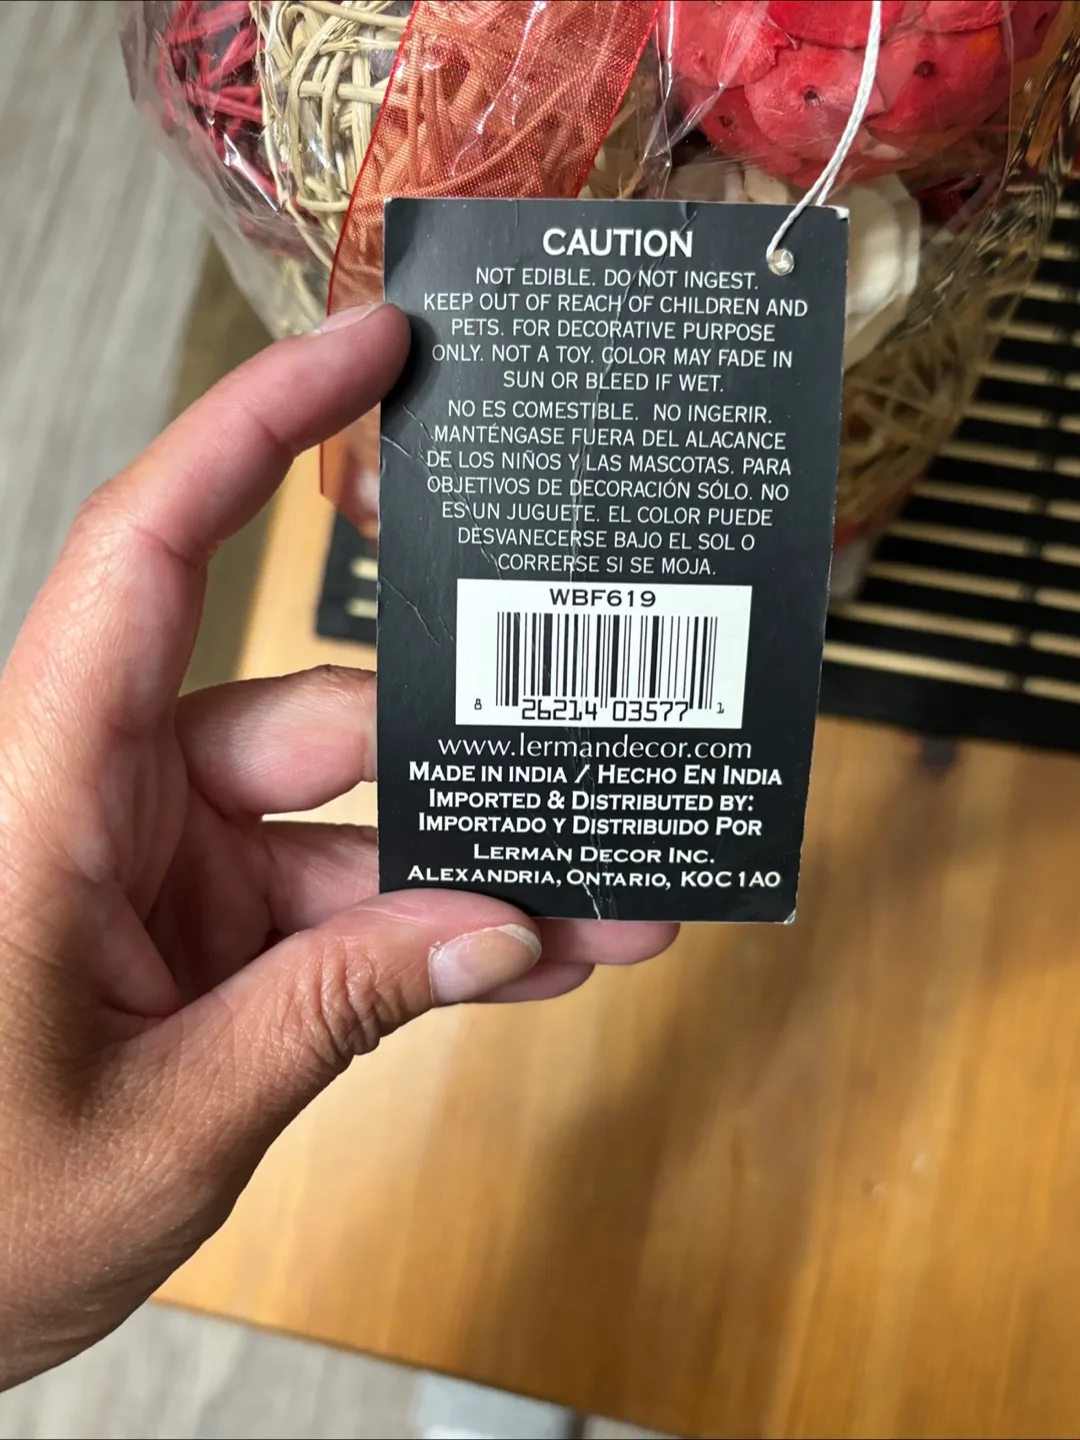 CAUTION
NOT EDIBLE. DO NOT INGEST.
KEEP OUT OF REACH OF CHILDREN AND
PETS. FOR DECORATIVE PURPOSE
ONLY. NOT A TOY. COLOR MAY FADE IN
SUN OR BLEED IF WET.
NO ES COMESTIBLE. NO INGERIR.
MANTÉNGASE FUERA DEL ALACANCE
DE LOS NIÑOS Y LAS MASCOTAS. PARA
OBJETIVOS DE DECORACIÓN SÓLO. NO
ES UN JUGUETE. EL COLOR PUEDE
DESVANECERSE BAJO EL SOL O
CORRERSE SI SE MOJA.
WBF619
8 26214 03577 1
www.lermandecor.com
MADE IN INDIA / HECHO EN INDIA
IMPORTED & DISTRIBUTED BY:
IMPORTADO Y DISTRIBUIDO POR
LERMAN DECOR INC.
ALEXANDRIA, ONTARIO, K0C 1A0